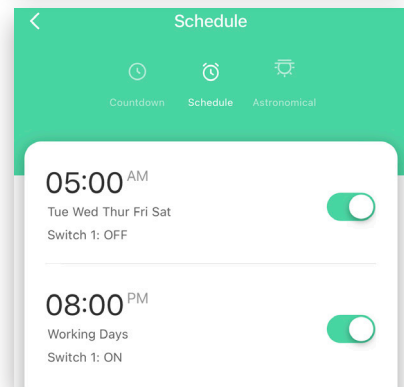 Schedule
Countdown Schedule Astronomical
05:00 AM
Tue Wed Thur Fri Sat
Switch 1: OFF
08:00 PM
Working Days
Switch 1: ON